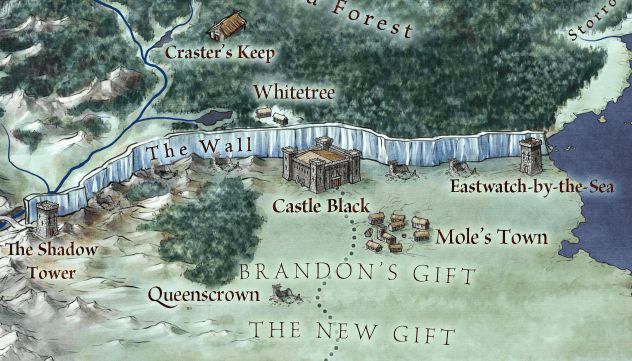 Forest
Storro
Craster's Keep
Whitetree
The Wall
Eastwatch-by-the-Sea
Castle Black
The Shadow
Tower
Mole's Town
BRANDON'S GIFT
Queenscrown
THE NEW GIFT